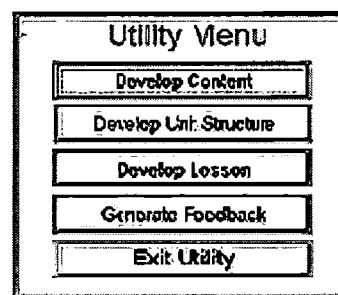 Utility Menu
Develop Content
Develop Unit Structure
Develop Lesson
Generate Feedback
Exit Utility